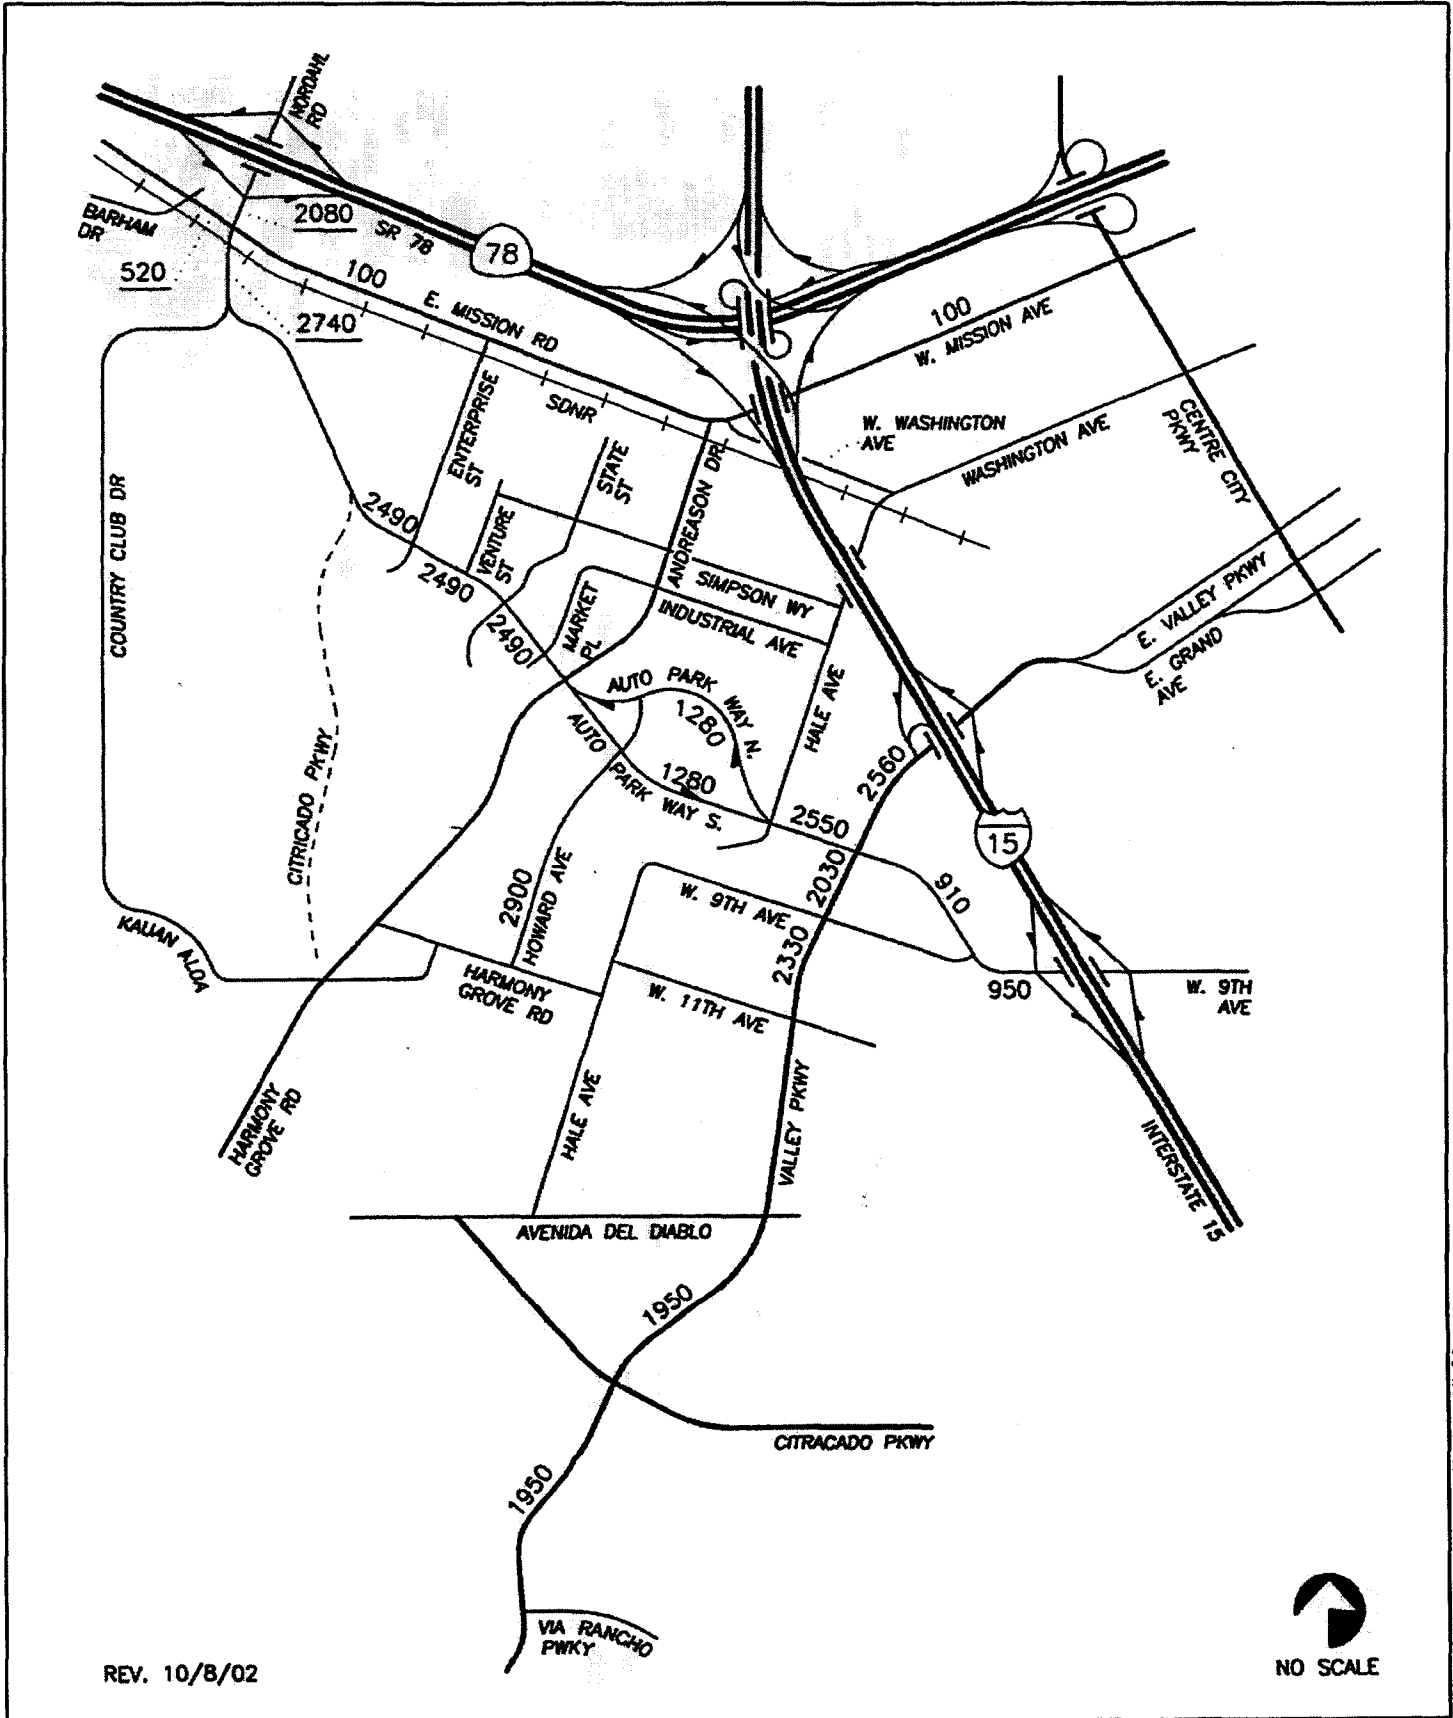 NORDAHL
RD
BARHAM
DR
2080
SR 78
78
520
100
E. MISSION RD
2740
100
W. MISSION AVE
ENTERPRISE
ST
SDNR
STATE
ST
W. WASHINGTON
AVE
WASHINGTON AVE
CENTRE CITY
PKWY
COUNTRY CLUB DR
2490
VENTURE
ST
ANDREASON DR
2490
SIMPSON WY
MARKET
PL
INDUSTRIAL AVE
2490
E. VALLEY PKWY
E. GRAND
AVE
AUTO PARK WAY N.
1280
HALE AVE
AUTO
PARK WAY S.
1280
2560
CITRICADO PKWY
2550
15
2030
910
2900
HOWARD AVE
W. 9TH AVE
2330
KAUAN ALOA
HARMONY
GROVE RD
W. 11TH AVE
950
W. 9TH
AVE
HARMONY
GROVE RD
HALE AVE
VALLEY PKWY
INTERSTATE 15
AVENIDA DEL DIABLO
1950
CITRACADO PKWY
1950
VIA RANCHO
PWKY
REV. 10/8/02
NO SCALE